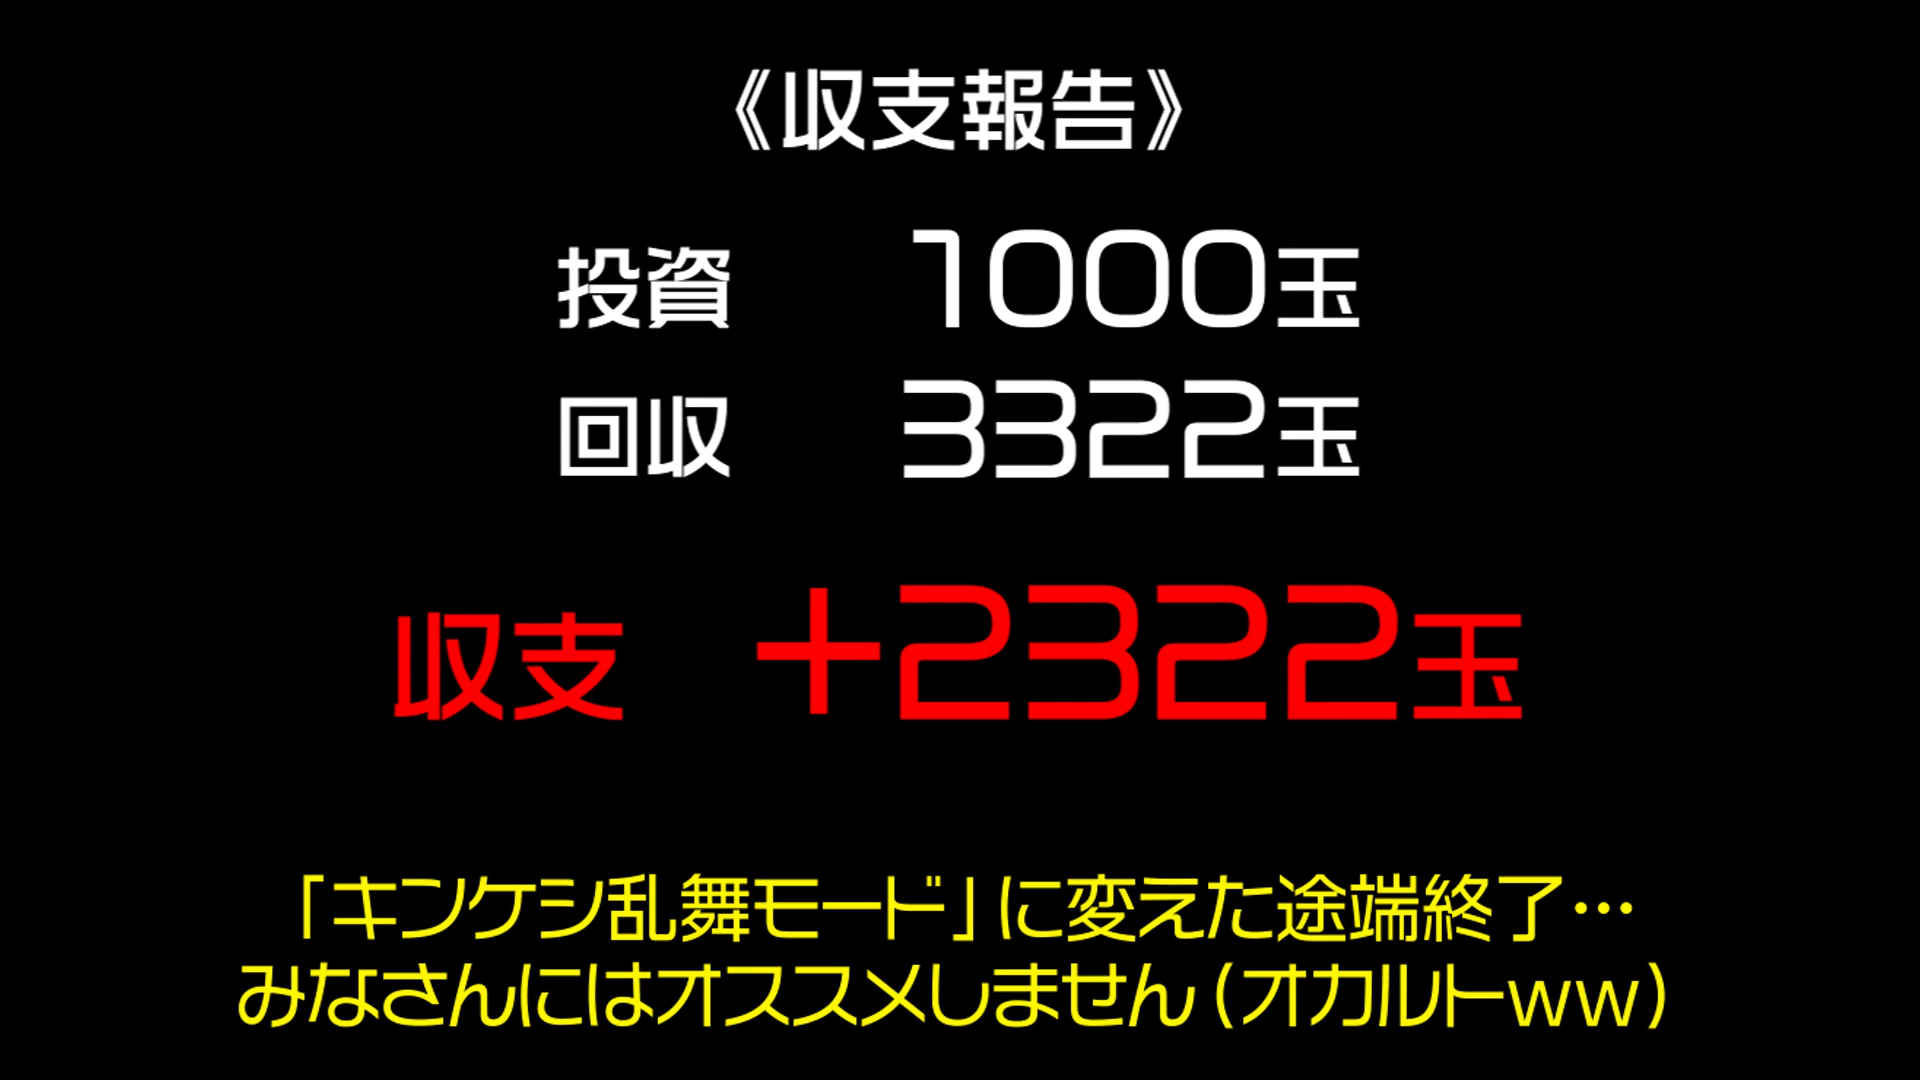 《収支報告》
投資 1000玉
回収 3322玉
収支 +2322玉
「キンケシ乱舞モード」に変えた途端終了…
みなさんにはオススメしません(オカルトww)